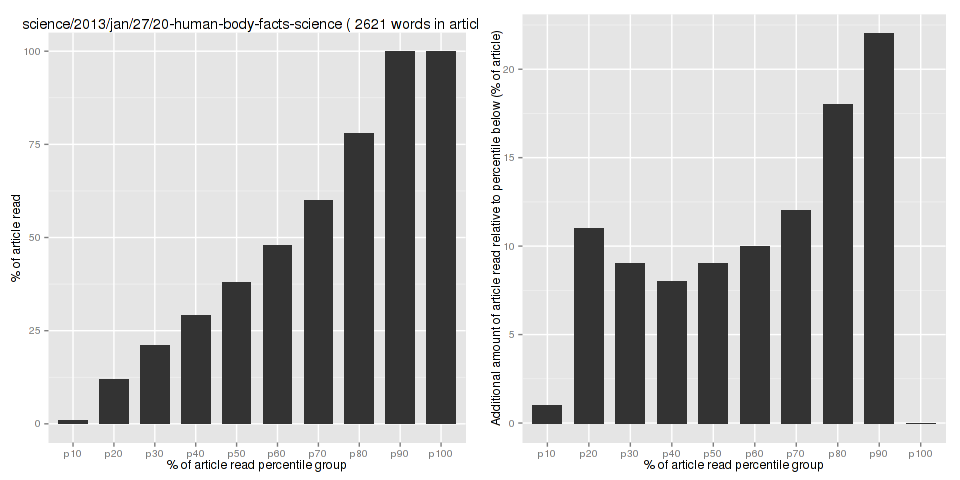 science/2013/jan/27/20-human-body-facts-science ( 2621 words in articl
% of article read
100
75
50
25
0
p10 p20 p30 p40 p50 p60 p70 p80 p90 p100
% of article read percentile group
Additional amount of article read relative to percentile below (% of article)
20
15
10
5
0
p10 p20 p30 p40 p50 p60 p70 p80 p90 p100
% of article read percentile group